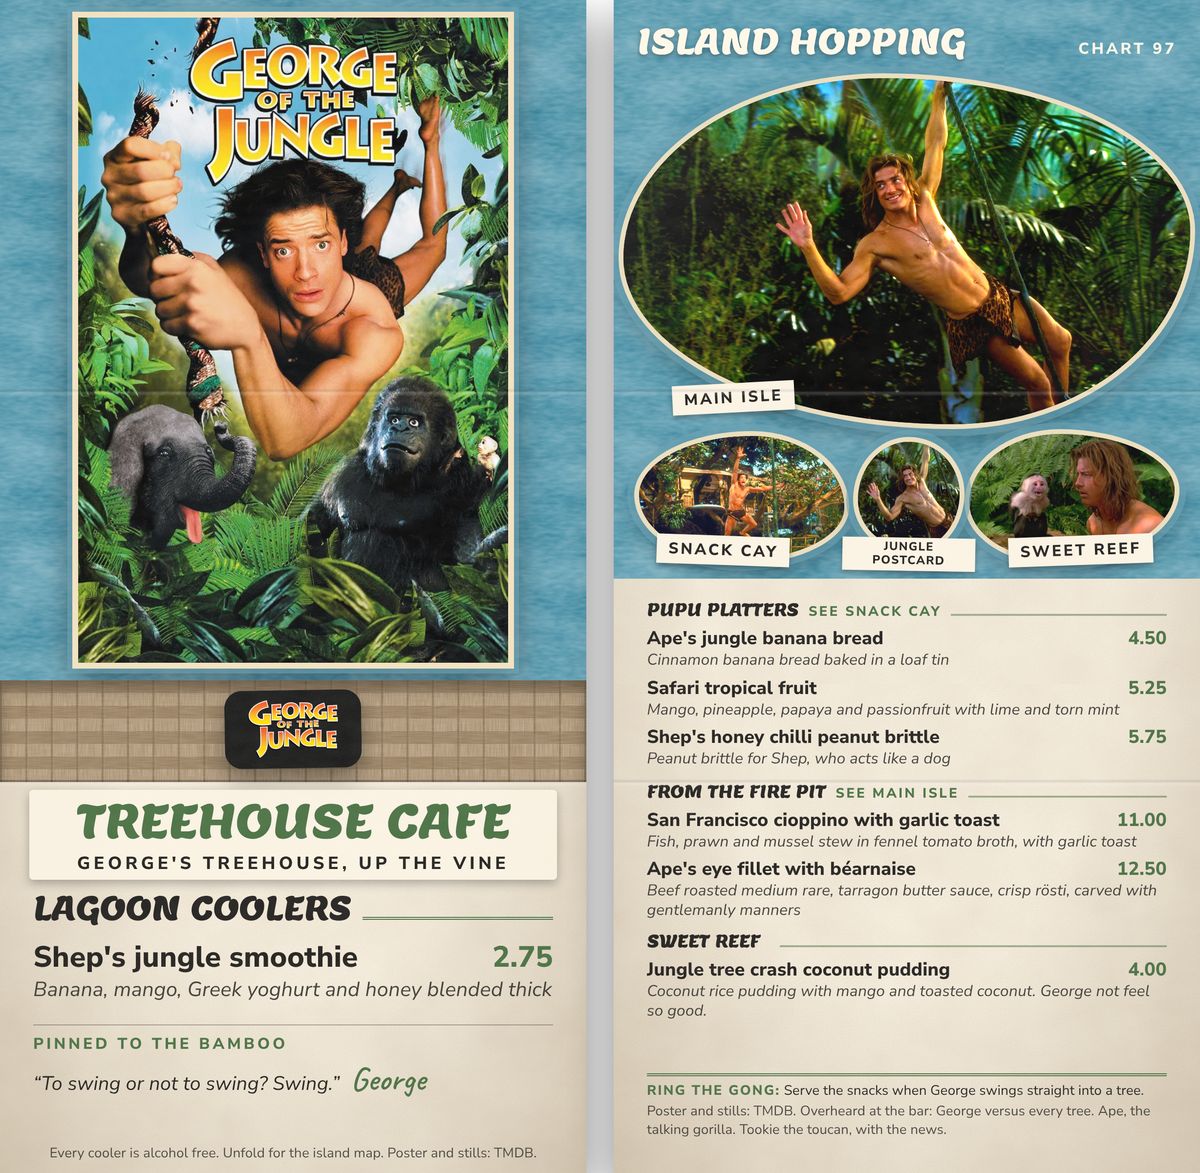 GEORGE
OF THE
JUNGLE
GEORGE
OF THE
JUNGLE
TREEHOUSE CAFE
GEORGE'S TREEHOUSE, UP THE VINE
LAGOON COOLERS
Shep's jungle smoothie 2.75
Banana, mango, Greek yoghurt and honey blended thick
PINNED TO THE BAMBOO
“To swing or not to swing? Swing.” George
Every cooler is alcohol free. Unfold for the island map. Poster and stills: TMDB.
ISLAND HOPPING CHART 97
MAIN ISLE
SNACK CAY
JUNGLE
POSTCARD
SWEET REEF
PUPU PLATTERS SEE SNACK CAY
Ape's jungle banana bread 4.50
Cinnamon banana bread baked in a loaf tin
Safari tropical fruit 5.25
Mango, pineapple, papaya and passionfruit with lime and torn mint
Shep's honey chilli peanut brittle 5.75
Peanut brittle for Shep, who acts like a dog
FROM THE FIRE PIT SEE MAIN ISLE
San Francisco cioppino with garlic toast 11.00
Fish, prawn and mussel stew in fennel tomato broth, with garlic toast
Ape's eye fillet with béarnaise 12.50
Beef roasted medium rare, tarragon butter sauce, crisp rösti, carved with
gentlemanly manners
SWEET REEF
Jungle tree crash coconut pudding 4.00
Coconut rice pudding with mango and toasted coconut. George not feel
so good.
RING THE GONG: Serve the snacks when George swings straight into a tree.
Poster and stills: TMDB. Overheard at the bar: George versus every tree. Ape, the
talking gorilla. Tookie the toucan, with the news.